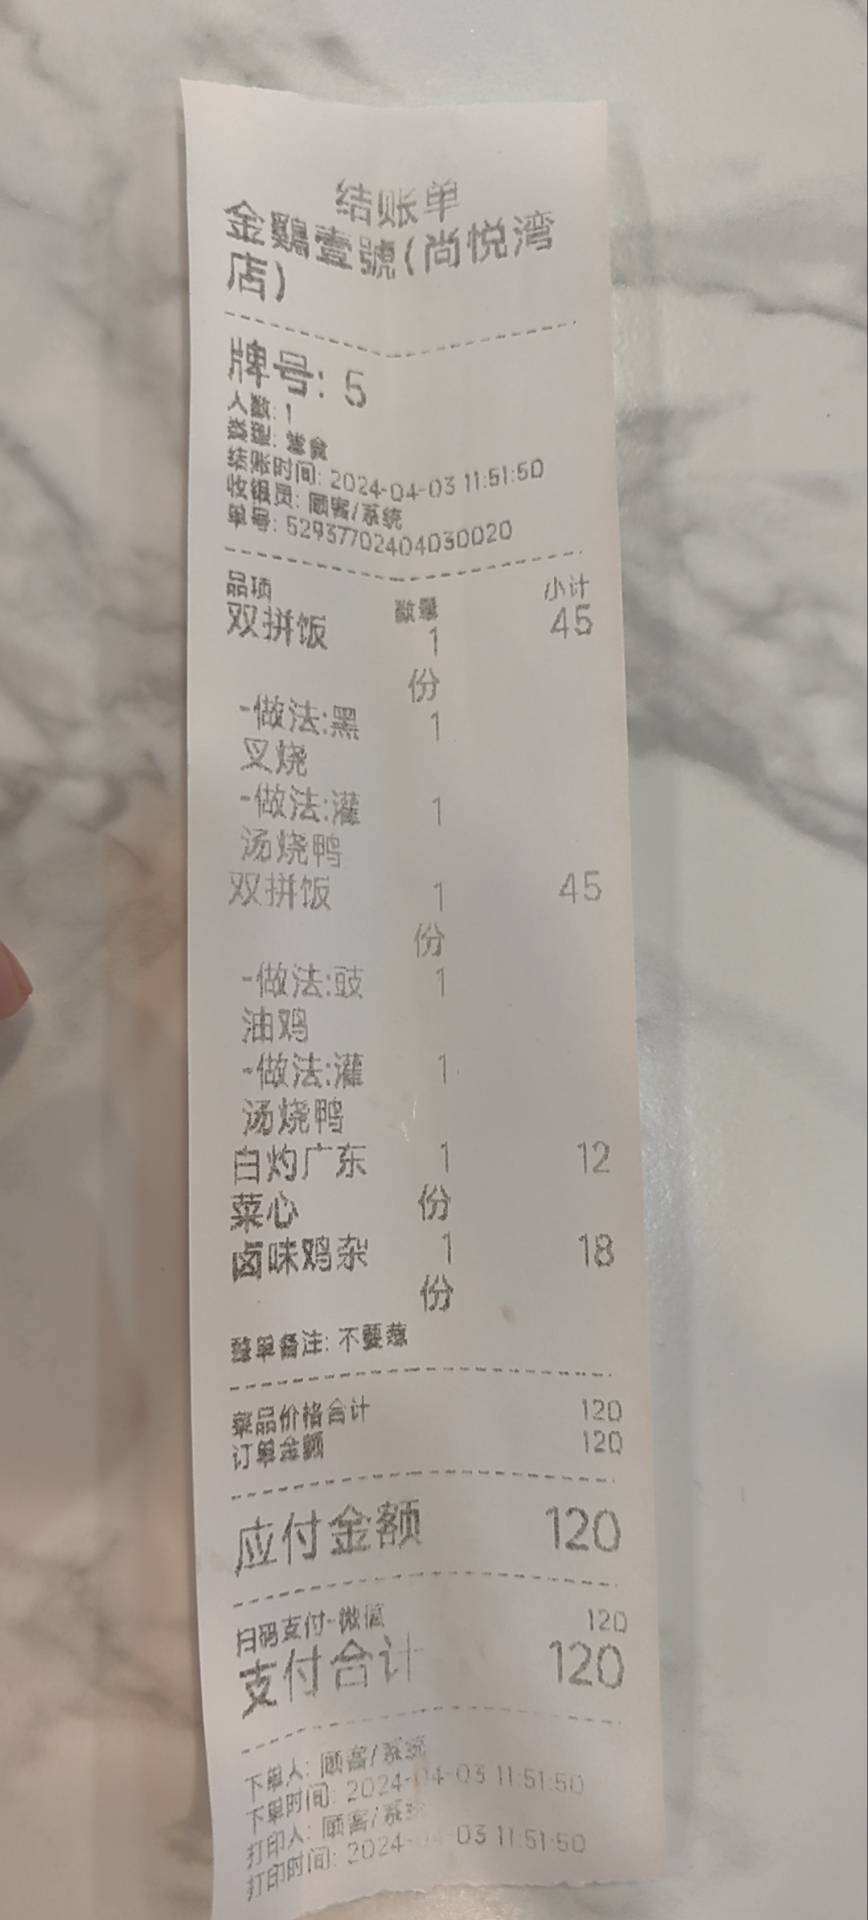 结账单
金鷄壹號(尚悦湾
店)
牌号: 5
人数: 1
类型: 堂食
结账时间: 2024-04-03 11:51:50
收银员: 顾客/系统
单号: 52937702404030020
品项 数量 小计
双拼饭 1 45
份
-做法:黑 1
叉烧
-做法:灌 1
汤烧鸭
双拼饭 1 45
份
-做法:豉 1
油鸡
-做法:灌 1
汤烧鸭
白灼广东 1 12
菜心 份
卤味鸡杂 1 18
份
整单备注: 不要葱
菜品价格合计 120
订单金额 120
应付金额 120
扫码支付-微信 120
支付合计 120
下单人: 顾客/系统
下单时间: 2024-04-03 11:51:50
打印人: 顾客/系统
打印时间: 2024- 03 11:51:50